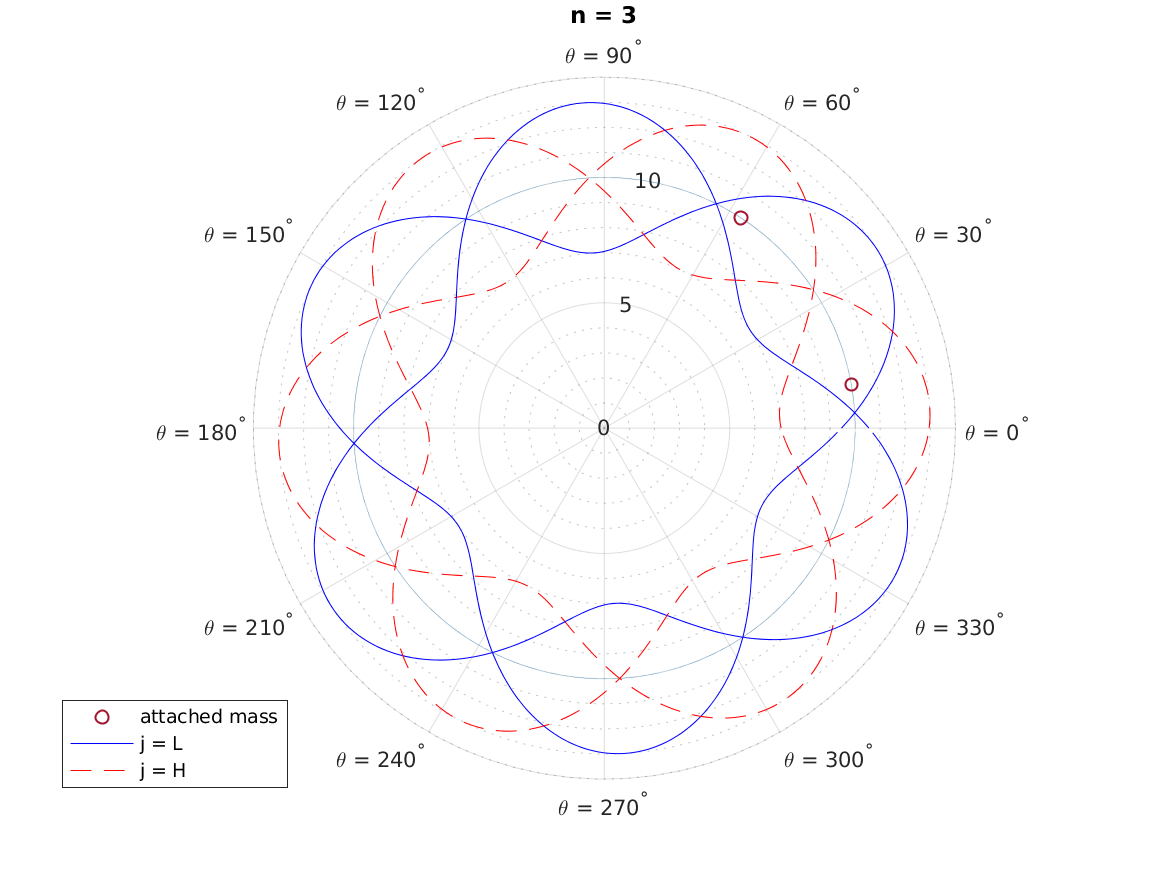 n = 3
θ = 90°
θ = 120°
θ = 60°
10
θ = 150°
θ = 30°
5
θ = 180°
0
θ = 0°
θ = 210°
θ = 330°
θ = 240°
θ = 300°
θ = 270°
attached mass
j = L
j = H